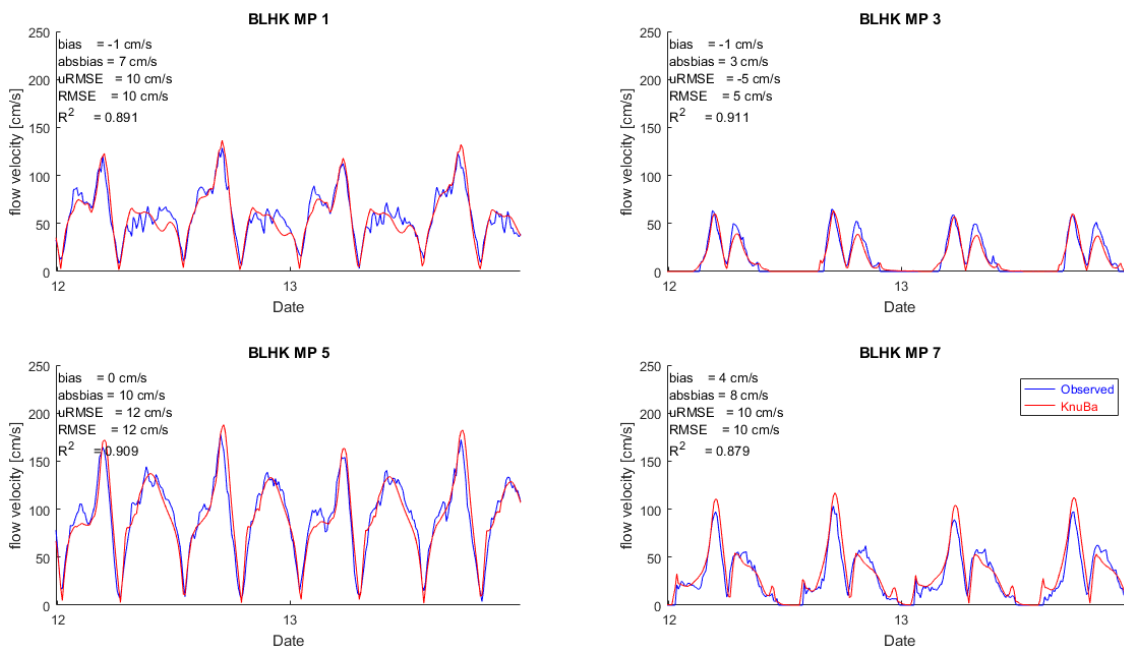 BLHK MP 1
250
bias = -1 cm/s
absbias = 7 cm/s
200
uRMSE = 10 cm/s
RMSE = 10 cm/s
R2 = 0.891
150
100
50
0
flow velocity [cm/s]
12
13
Date
BLHK MP 3
250
bias = -1 cm/s
absbias = 3 cm/s
200
uRMSE = -5 cm/s
RMSE = 5 cm/s
R2 = 0.911
150
100
50
0
flow velocity [cm/s]
12
13
Date
BLHK MP 5
250
bias = 0 cm/s
absbias = 10 cm/s
200
uRMSE = 12 cm/s
RMSE = 12 cm/s
R2 = 0.909
150
100
50
0
flow velocity [cm/s]
12
13
Date
BLHK MP 7
250
bias = 4 cm/s
absbias = 8 cm/s
200
uRMSE = 10 cm/s
RMSE = 10 cm/s
R2 = 0.879
150
100
50
0
flow velocity [cm/s]
12
13
Date
Observed
KnuBa